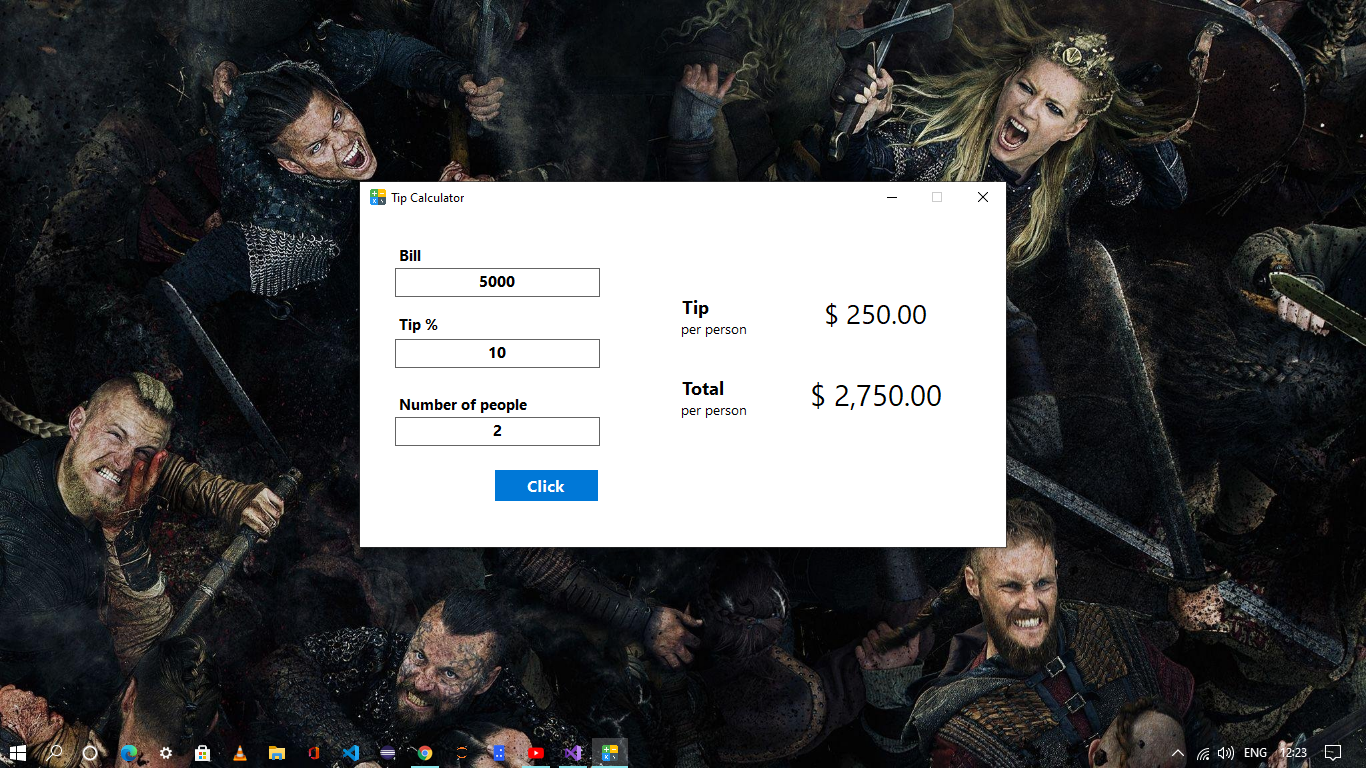 Tip Calculator
Bill
5000
Tip %
10
Number of people
2
Click
Tip
per person
$ 250.00
Total
per person
$ 2,750.00
ENG
12:23